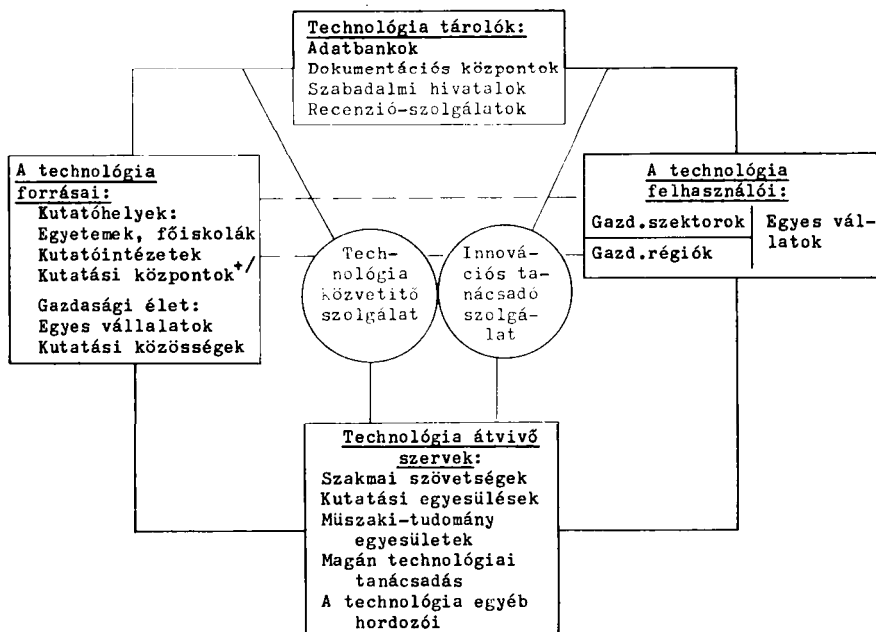 Technológia tárolók:
Adatbankok
Dokumentációs központok
Szabadalmi hivatalok
Recenzió-szolgálatok
A technológia
forrásai:
Kutatóhelyek:
Egyetemek, főiskolák
Kutatóintézetek
Kutatási központok+/
Gazdasági élet:
Egyes vállalatok
Kutatási közösségek
Tech-
nológia
közvetitő
szolgálat
Innová-
ciós ta-
nácsadó
szolgá-
lat
A technológia
felhasználói:
Gazd.szektorok
Gazd.régiók
Egyes vál-
latok
Technológia átvivő
szervek:
Szakmai szövetségek
Kutatási egyesülések
Müszaki-tudomány
egyesületek
Magán technológiai
tanácsadás
A technológia egyéb
hordozói